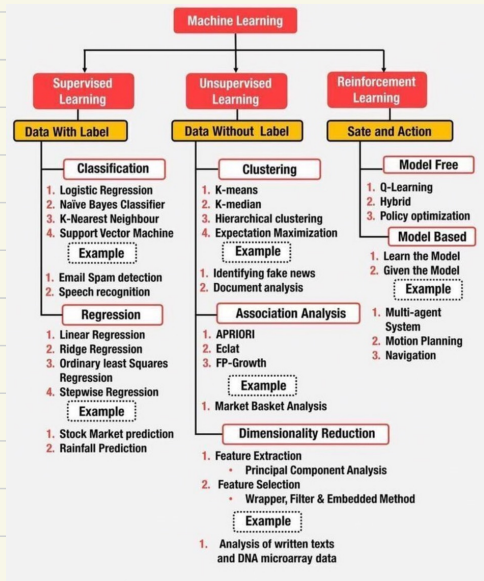 Machine Learning
Supervised
Learning
Data With Label
Classification
1. Logistic Regression
2. Naïve Bayes Classifier
3. K-Nearest Neighbour
4. Support Vector Machine
Example
1. Email Spam detection
2. Speech recognition
Regression
1. Linear Regression
2. Ridge Regression
3. Ordinary least Squares
Regression
4. Stepwise Regression
Example
1. Stock Market prediction
2. Rainfall Prediction
Unsupervised
Learning
Data Without Label
Clustering
1. K-means
2. K-median
3. Hierarchical clustering
4. Expectation Maximization
Example
1. Identifying fake news
2. Document analysis
Association Analysis
1. APRIORI
2. Eclat
3. FP-Growth
Example
1. Market Basket Analysis
Dimensionality Reduction
1. Feature Extraction
• Principal Component Analysis
2. Feature Selection
• Wrapper, Filter & Embedded Method
Example
1. Analysis of written texts
and DNA microarray data
Reinforcement
Learning
Sate and Action
Model Free
1. Q-Learning
2. Hybrid
3. Policy optimization
Model Based
1. Learn the Model
2. Given the Model
Example
1. Multi-agent
System
2. Motion Planning
3. Navigation